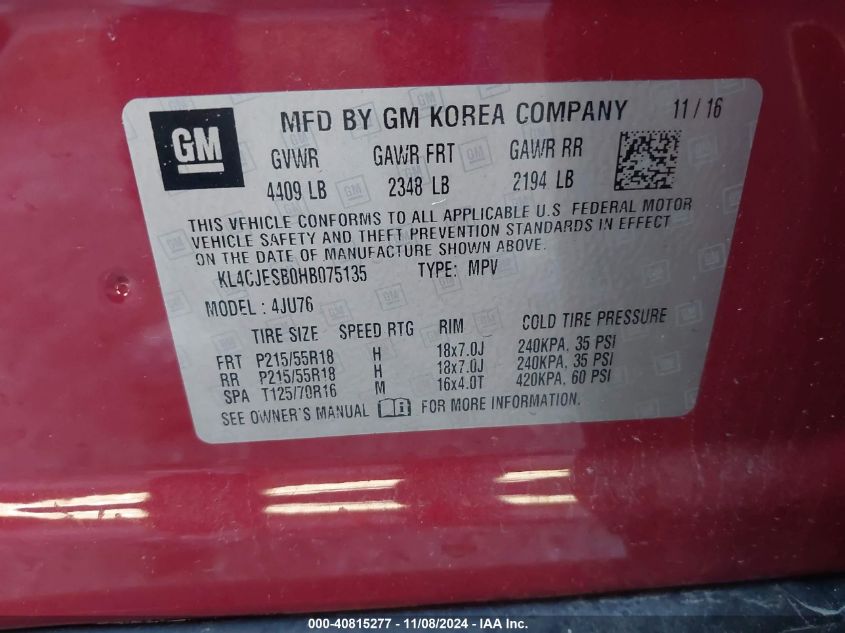 GM
MFD BY GM KOREA COMPANY 11/16
GVWR GAWR FRT GAWR RR
4409 LB 2348 LB 2194 LB
THIS VEHICLE CONFORMS TO ALL APPLICABLE U.S. FEDERAL MOTOR
VEHICLE SAFETY AND THEFT PREVENTION STANDARDS IN EFFECT
ON THE DATE OF MANUFACTURE SHOWN ABOVE.
KL4CJESB0HB075135 TYPE: MPV
MODEL : 4JU76
TIRE SIZE SPEED RTG RIM COLD TIRE PRESSURE
FRT P215/55R18 H 18x7.0J 240KPA, 35 PSI
RR P215/55R18 H 18x7.0J 240KPA, 35 PSI
SPA T125/70R16 M 16x4.0T 420KPA, 60 PSI
SEE OWNER'S MANUAL FOR MORE INFORMATION.
000-40815277 - 11/08/2024 - IAA Inc.